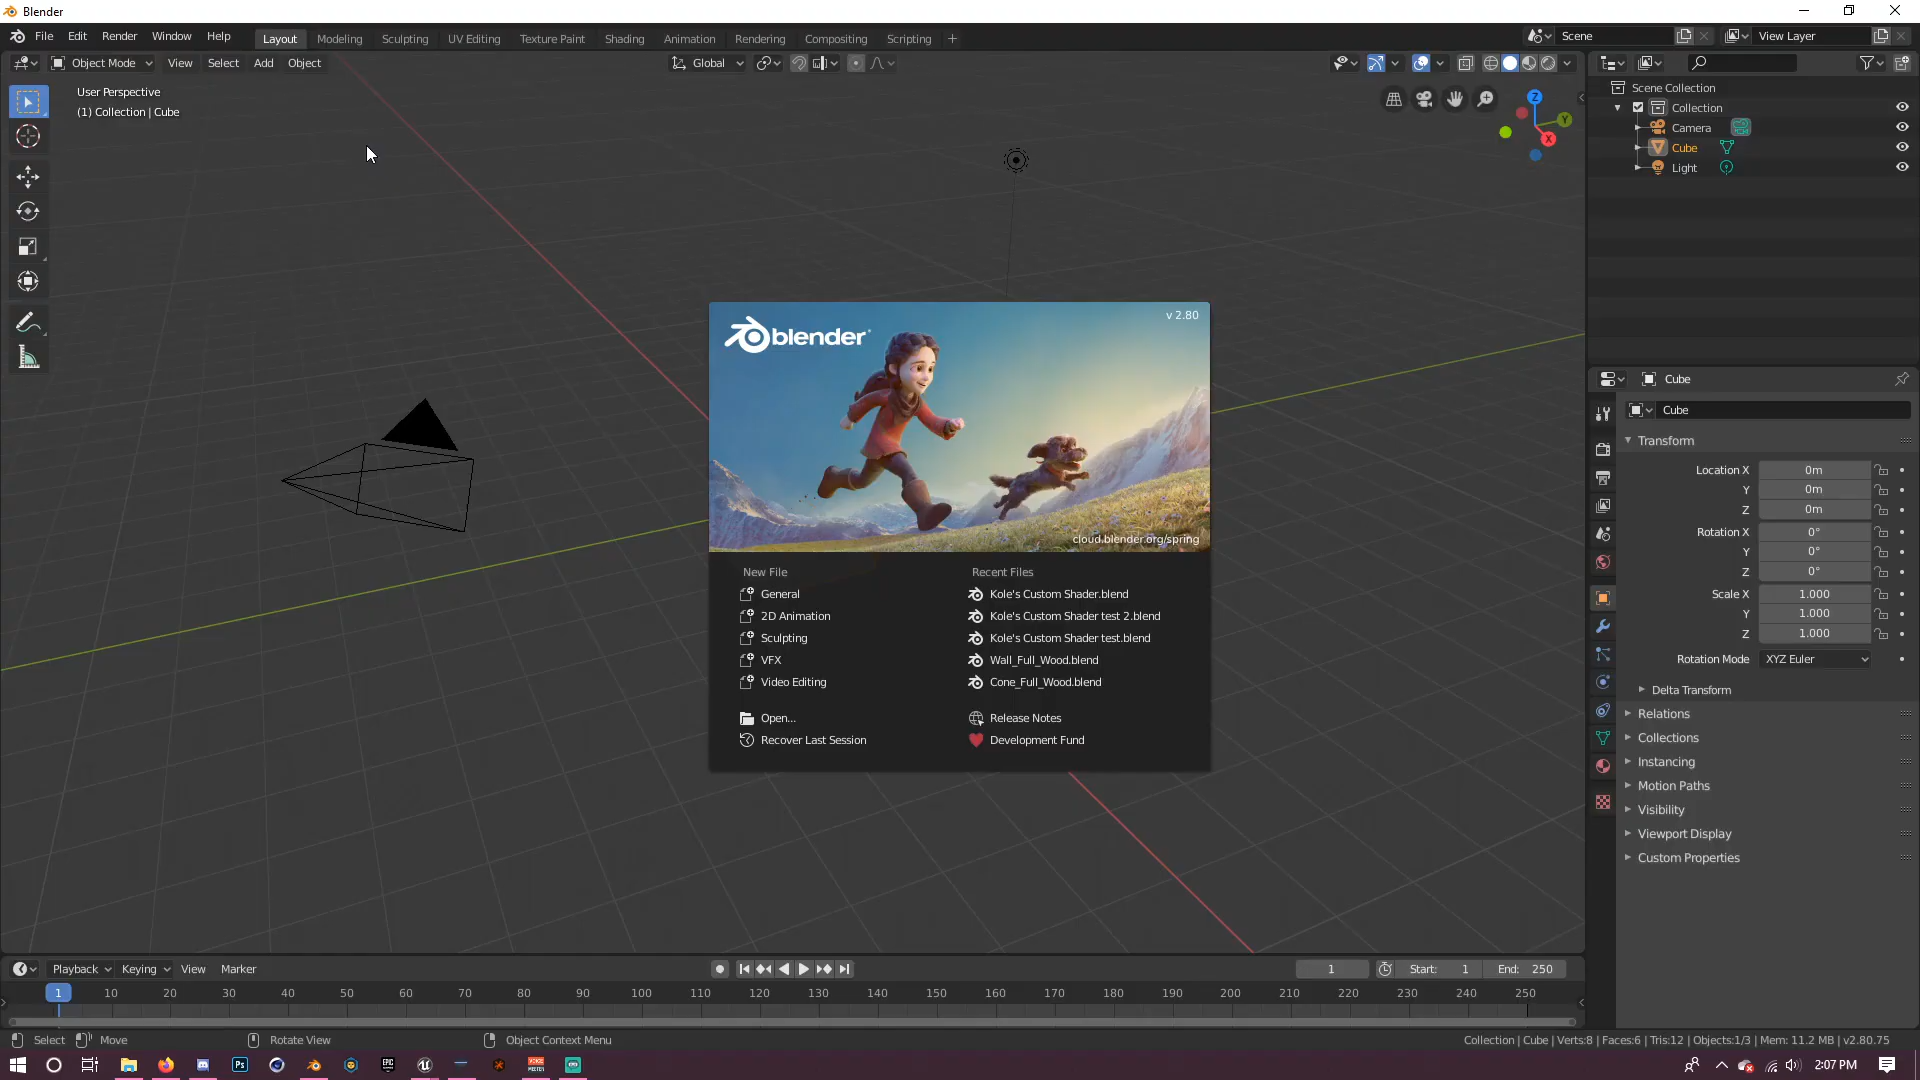 Blender
File Edit Render Window Help Layout Modeling Sculpting UV Editing Texture Paint Shading Animation Rendering Compositing Scripting + Scene View Layer
Object Mode View Select Add Object Global
User Perspective
(1) Collection | Cube
Z
Y
X
Scene Collection
Collection
Camera
Cube
Light
blender
v 2.80
cloud.blender.org/spring
New File
General
2D Animation
Sculpting
VFX
Video Editing
Open...
Recover Last Session
Recent Files
Kole's Custom Shader.blend
Kole's Custom Shader test 2.blend
Kole's Custom Shader test.blend
Wall_Full_Wood.blend
Cone_Full_Wood.blend
Release Notes
Development Fund
Cube
Cube
Transform
Location X 0m
Y 0m
Z 0m
Rotation X 0°
Y 0°
Z 0°
Scale X 1.000
Y 1.000
Z 1.000
Rotation Mode XYZ Euler
Delta Transform
Relations
Collections
Instancing
Motion Paths
Visibility
Viewport Display
Custom Properties
Playback Keying View Marker 1 Start: 1 End: 250
1 10 20 30 40 50 60 70 80 90 100 110 120 130 140 150 160 170 180 190 200 210 220 230 240 250
Select Move Rotate View Object Context Menu Collection | Cube | Verts:8 | Faces:6 | Tris:12 | Objects:1/3 | Mem: 11.2 MB | v2.80.75
Ps EPIC 2:07 PM